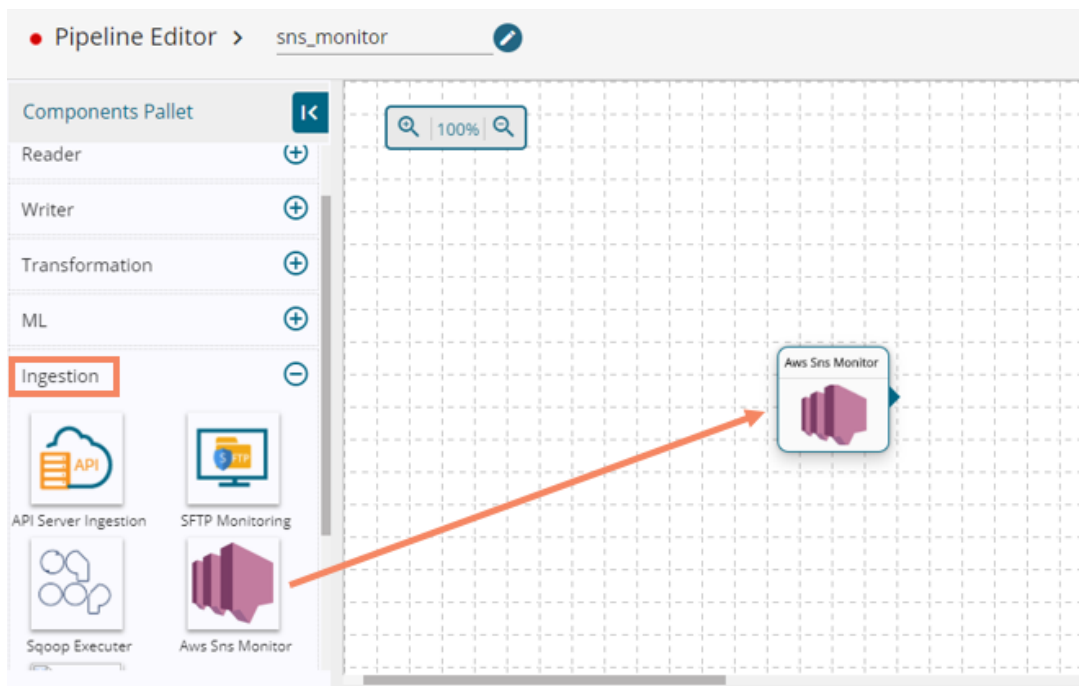 Pipeline Editor > sns_monitor
Components Pallet
100%
Reader
Writer
Transformation
ML
Ingestion
API
SFTP
API Server Ingestion
SFTP Monitoring
Sqoop Executer
Aws Sns Monitor
Aws Sns Monitor